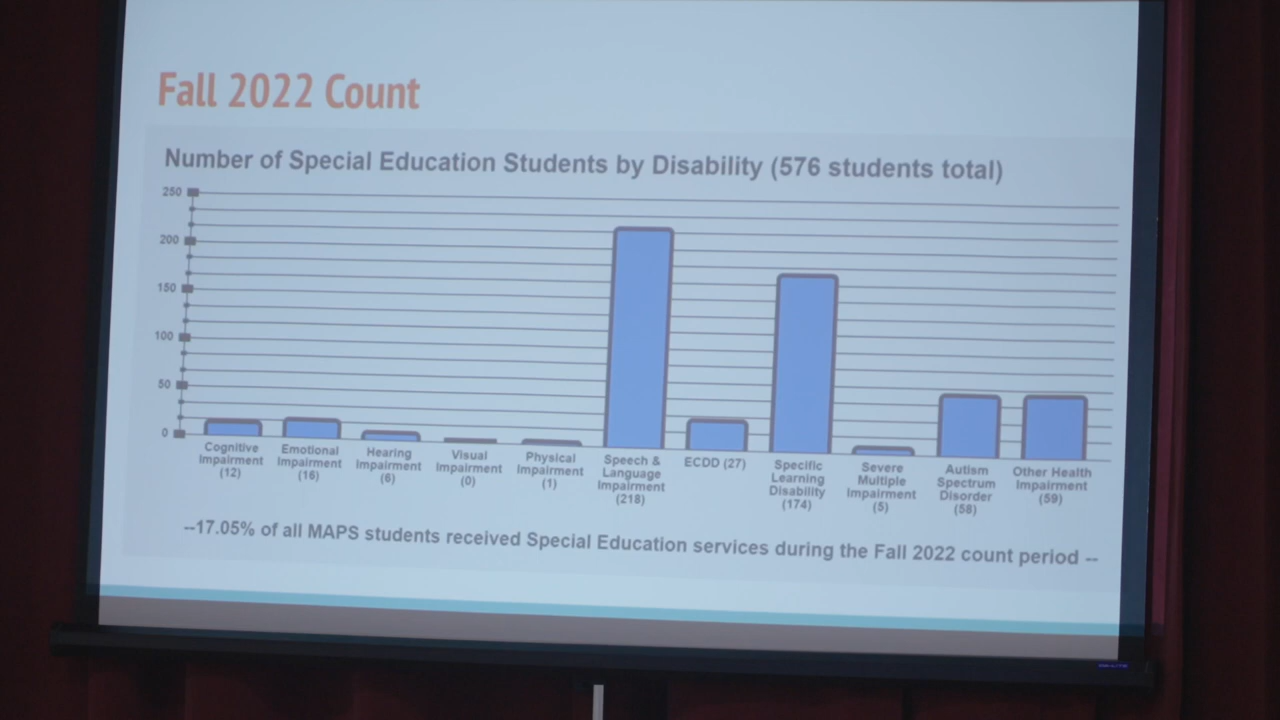 Fall 2022 Count
Number of Special Education Students by Disability (576 students total)
250
200
150
100
50
0
Cognitive
Impairment
(12)
Emotional
Impairment
(16)
Hearing
Impairment
(6)
Visual
Impairment
(0)
Physical
Impairment
(1)
Speech &
Language
Impairment
(218)
ECDD (27)
Specific
Learning
Disability
(174)
Severe
Multiple
Impairment
(5)
Autism
Spectrum
Disorder
(58)
Other Health
Impairment
(59)
--17.05% of all MAPS students received Special Education services during the Fall 2022 count period --